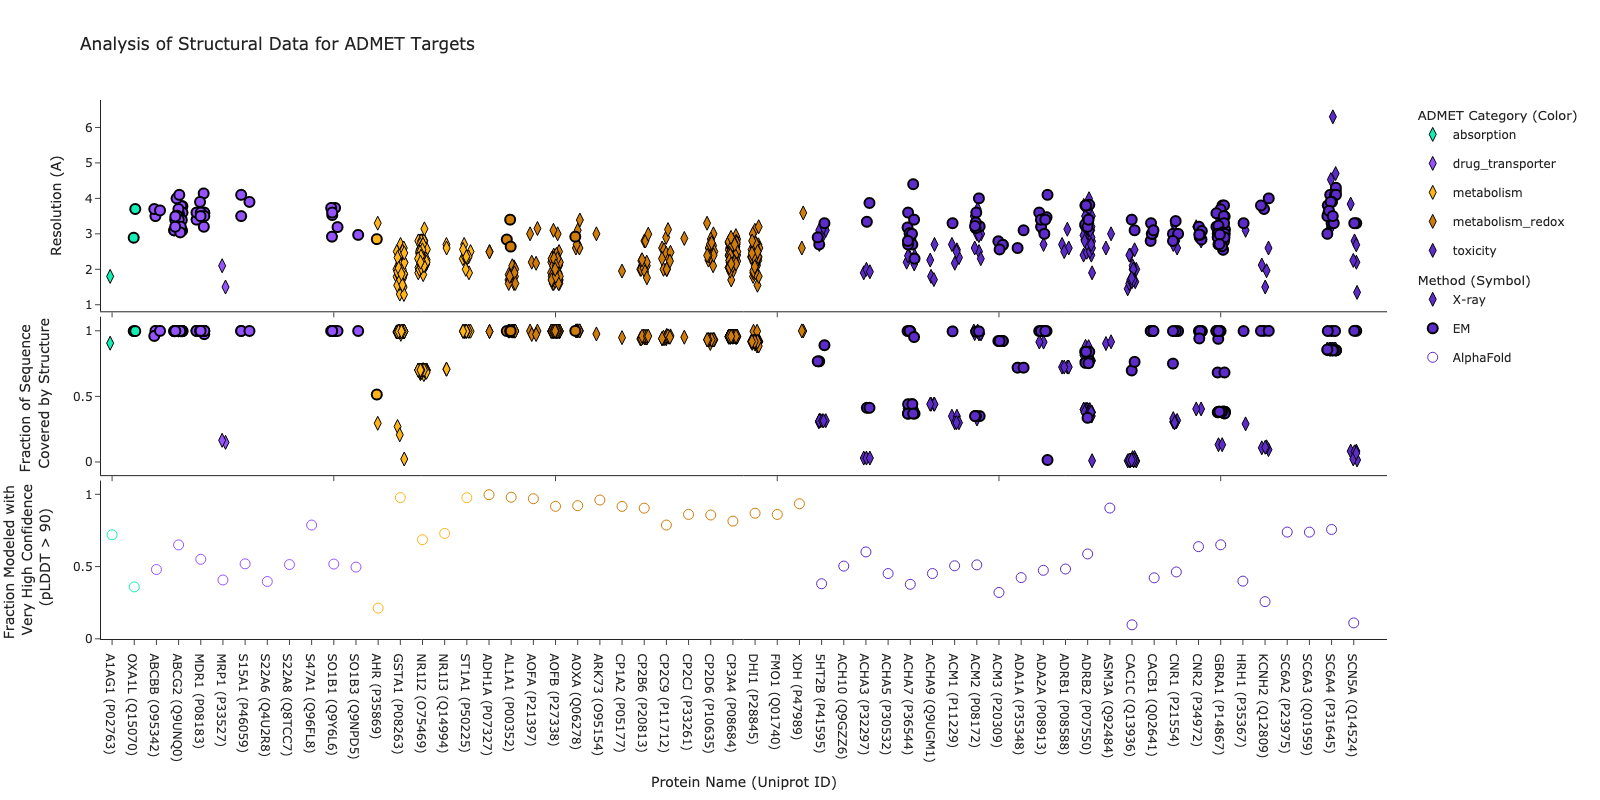 Analysis of Structural Data for ADMET Targets
Resolution (A)
6
5
4
3
2
1
Fraction of Sequence
Covered by Structure
1
0.5
0
Fraction Modeled with
Very High Confidence
(pLDDT > 90)
1
0.5
0
A1AG1 (P02763)
OXA1L (Q15070)
ABCBB (O95342)
ABCG2 (Q9UNQ0)
MDR1 (P08183)
MRP1 (P33527)
S15A1 (P46059)
S22A6 (Q4U2R8)
S22A8 (Q8TCC7)
S47A1 (Q96FL8)
SO1B1 (Q9Y6L6)
SO1B3 (Q9NPD5)
AHR (P35869)
GSTA1 (P08263)
NR1I2 (O75469)
NR1I3 (Q14994)
ST1A1 (P50225)
ADH1A (P07327)
AL1A1 (P00352)
AOFA (P21397)
AOFB (P27338)
AOXA (Q06278)
ARK73 (O95154)
CP1A2 (P05177)
CP2B6 (P20813)
CP2C9 (P11712)
CP2CJ (P33261)
CP2D6 (P10635)
CP3A4 (P08684)
DHI1 (P28845)
FMO1 (Q01740)
XDH (P47989)
5HT2B (P41595)
ACH10 (Q9GZZ6)
ACHA3 (P32297)
ACHA5 (P30532)
ACHA7 (P36544)
ACHA9 (Q9UGM1)
ACM1 (P11229)
ACM2 (P08172)
ACM3 (P20309)
ADA1A (P35348)
ADA2A (P08913)
ADRB1 (P08588)
ADRB2 (P07550)
ASM3A (Q92484)
CAC1C (Q13936)
CACB1 (Q02641)
CNR1 (P21554)
CNR2 (P34972)
GBRA1 (P14867)
HRH1 (P35367)
KCNH2 (Q12809)
SC6A2 (P23975)
SC6A3 (Q01959)
SC6A4 (P31645)
SCN5A (Q14524)
Protein Name (Uniprot ID)
ADMET Category (Color)
absorption
drug_transporter
metabolism
metabolism_redox
toxicity
Method (Symbol)
X-ray
EM
AlphaFold